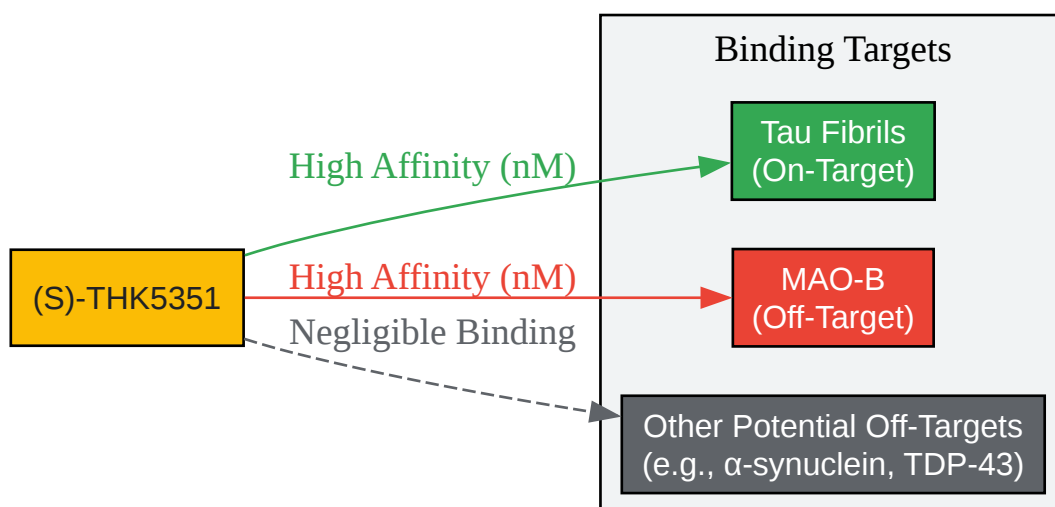 Binding Targets
Tau Fibrils
(On-Target)
High Affinity (nM)
(S)-THK5351
High Affinity (nM)
MAO-B
(Off-Target)
Negligible Binding
Other Potential Off-Targets
(e.g., α-synuclein, TDP-43)